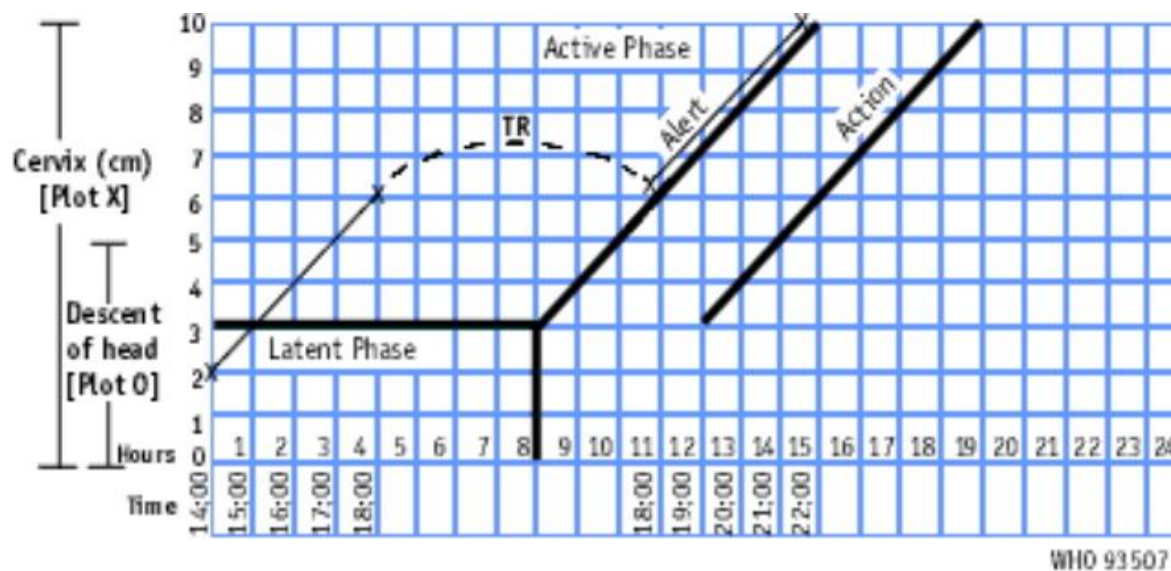 10
Active Phase
9
Alert
Action
8
TR
7
Cervix (cm)
[Plot X]
6
5
4
Descent
of head
[Plot O]
3
Latent Phase
2
1
Hours 0 1 2 3 4 5 6 7 8 9 10 11 12 13 14 15 16 17 18 19 20 21 22 23 24
Time 14:00 15:00 16:00 17:00 18:00 18:00 19:00 20:00 21:00 22:00
WHO 93507